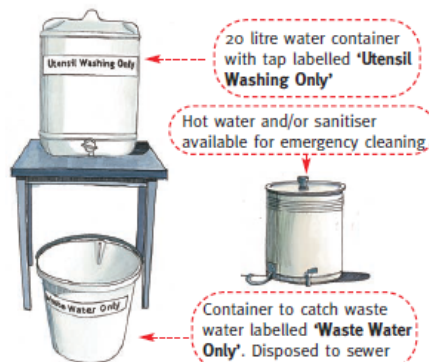 Utensil Washing Only
20 litre water container
with tap labelled 'Utensil
Washing Only'
Hot water and/or sanitiser
available for emergency cleaning
Waste Water Only
Container to catch waste
water labelled 'Waste Water
Only'. Disposed to sewer